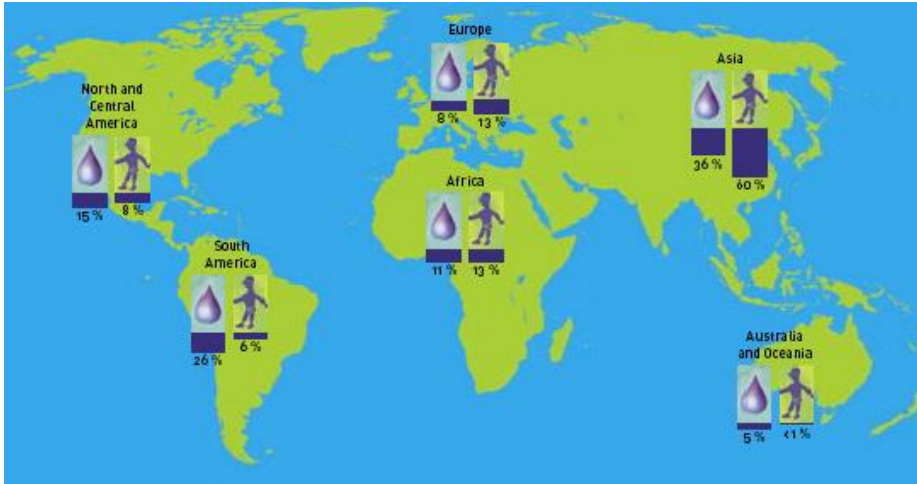 Europe
8 % 13 %
Asia
36 % 60 %
North and
Central
America
15 % 8 %
Africa
11 % 13 %
South
America
26 % 6 %
Australia
and Oceania
5 % <1 %